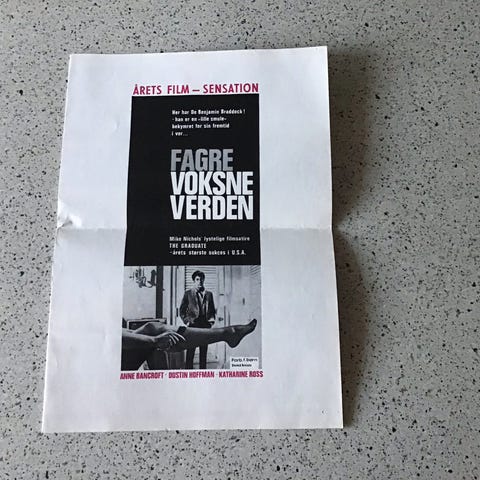 ÅRETS FILM – SENSATION
Her har De Benjamin Braddock!
- han er en -lille smule-
bekymret for sin fremtid
i vor...
FAGRE
VOKSNE
VERDEN
Mike Nichols' lystelige filmsatire
THE GRADUATE
-årets største sukces i U.S.A.
ANNE BANCROFT · DUSTIN HOFFMAN · KATHARINE ROSS